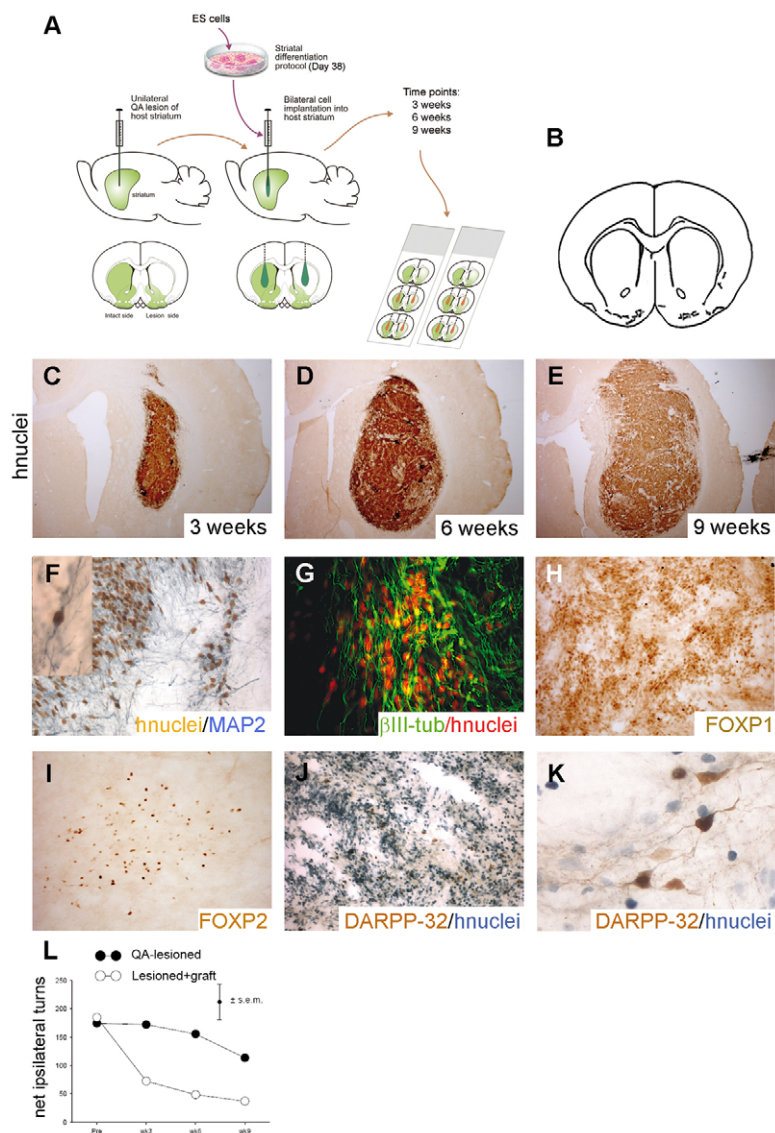 A
ES cells
Striatal
differentiation
protocol (Day 38)
Unilateral
QA lesion of
host striatum
Bilateral cell
implantation into
host striatum
Time points:
3 weeks
6 weeks
9 weeks
striatum
Intact side
Lesion side
B
hnuclei
C
3 weeks
D
6 weeks
E
9 weeks
F
hnuclei/MAP2
G
βIII-tub/hnuclei
H
FOXP1
I
FOXP2
J
DARPP-32/hnuclei
K
DARPP-32/hnuclei
L
QA-lesioned
Lesioned+graft
± s.e.m.
net ipsilateral turns
250
200
150
100
50
0
Pre
wk3
wk6
wk9